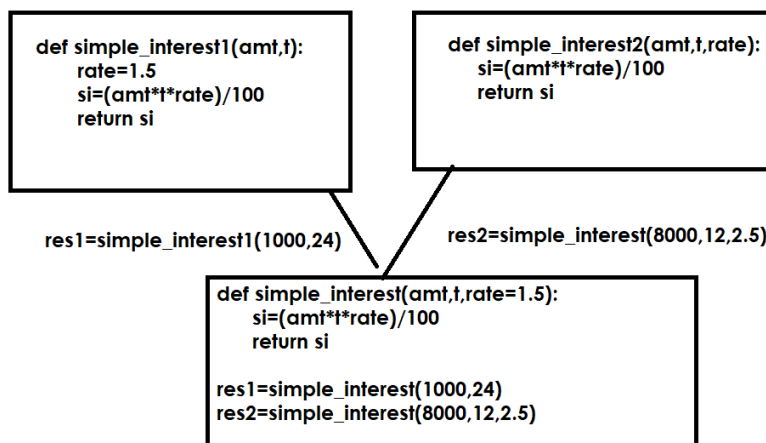 def simple_interest1(amt,t):
rate=1.5
si=(amt*t*rate)/100
return si
def simple_interest2(amt,t,rate):
si=(amt*t*rate)/100
return si
res1=simple_interest1(1000,24)
res2=simple_interest(8000,12,2.5)
def simple_interest(amt,t,rate=1.5):
si=(amt*t*rate)/100
return si
res1=simple_interest(1000,24)
res2=simple_interest(8000,12,2.5)